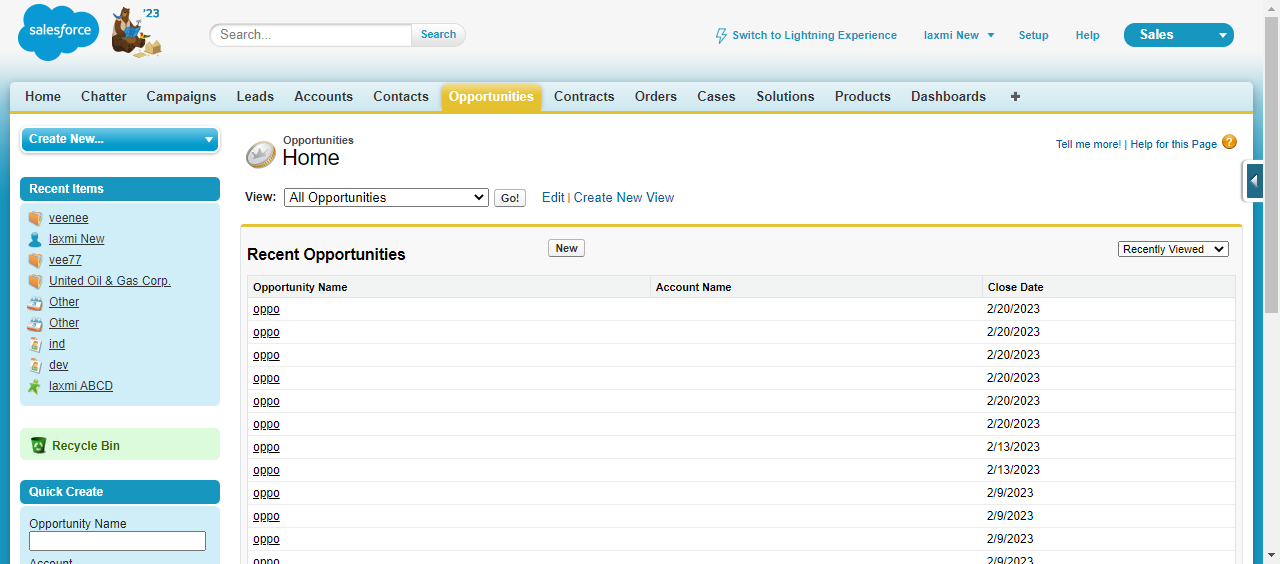 salesforce '23
Search... Search
Switch to Lightning Experience laxmi New Setup Help Sales
Home Chatter Campaigns Leads Accounts Contacts Opportunities Contracts Orders Cases Solutions Products Dashboards +
Create New...
Recent Items
veenee
laxmi New
vee77
United Oil & Gas Corp.
Other
Other
ind
dev
laxmi ABCD
Recycle Bin
Quick Create
Opportunity Name
Account
Opportunities
Home
Tell me more! | Help for this Page ?
View: All Opportunities Go! Edit | Create New View
Recent Opportunities New Recently Viewed
Opportunity Name Account Name Close Date
oppo 2/20/2023
oppo 2/20/2023
oppo 2/20/2023
oppo 2/20/2023
oppo 2/20/2023
oppo 2/20/2023
oppo 2/13/2023
oppo 2/13/2023
oppo 2/9/2023
oppo 2/9/2023
oppo 2/9/2023
oppo 2/9/2023